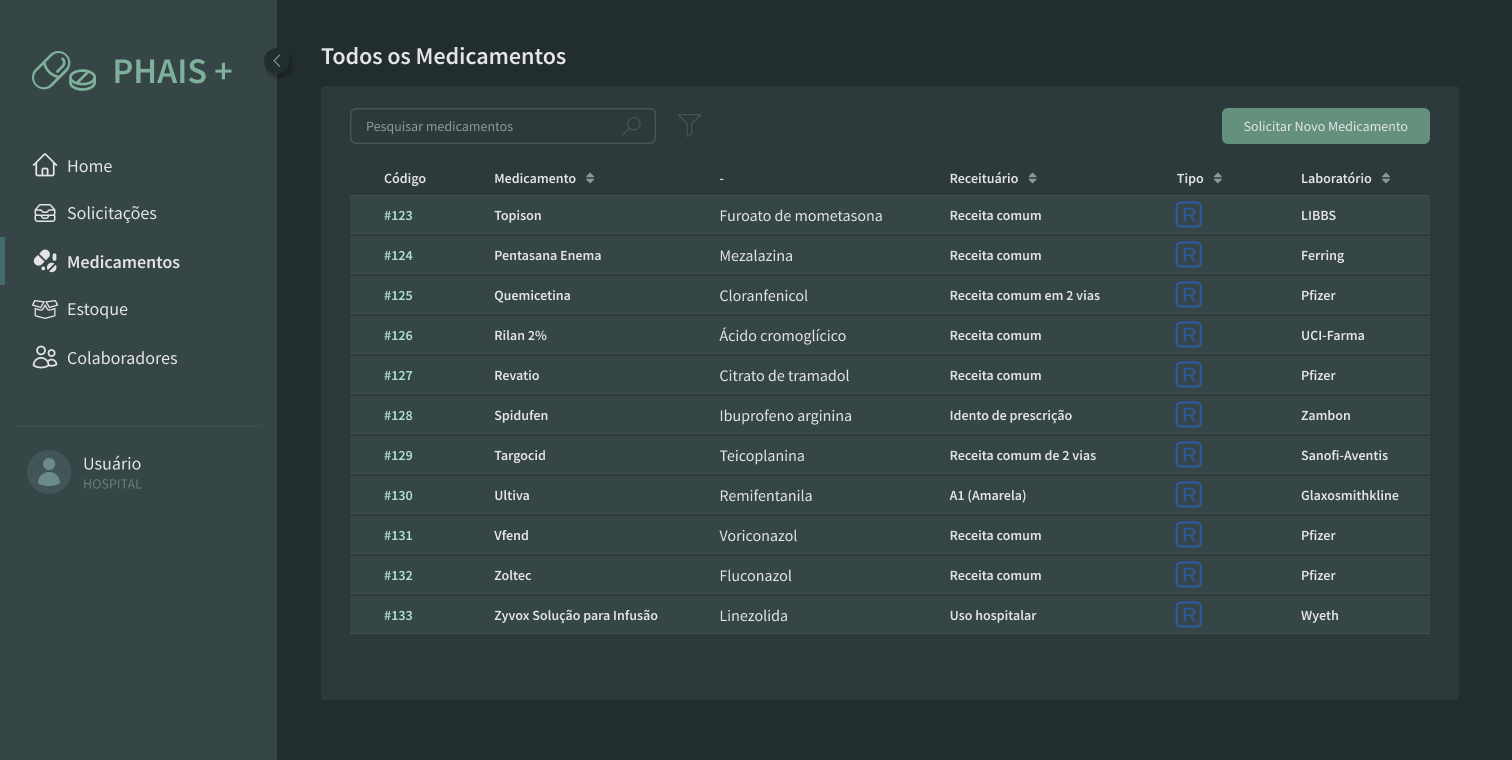 PHAIS +
Home
Solicitações
Medicamentos
Estoque
Colaboradores
Usuário
HOSPITAL
Todos os Medicamentos
Pesquisar medicamentos
Solicitar Novo Medicamento
Código Medicamento - Receituário Tipo Laboratório
#123 Topison Furoato de mometasona Receita comum R LIBBS
#124 Pentasana Enema Mezalazina Receita comum R Ferring
#125 Quemicetina Cloranfenicol Receita comum em 2 vias R Pfizer
#126 Rilan 2% Ácido cromoglícico Receita comum R UCI-Farma
#127 Revatio Citrato de tramadol Receita comum R Pfizer
#128 Spidufen Ibuprofeno arginina Idento de prescrição R Zambon
#129 Targocid Teicoplanina Receita comum de 2 vias R Sanofi-Aventis
#130 Ultiva Remifentanila A1 (Amarela) R Glaxosmithkline
#131 Vfend Voriconazol Receita comum R Pfizer
#132 Zoltec Fluconazol Receita comum R Pfizer
#133 Zyvox Solução para Infusão Linezolida Uso hospitalar R Wyeth